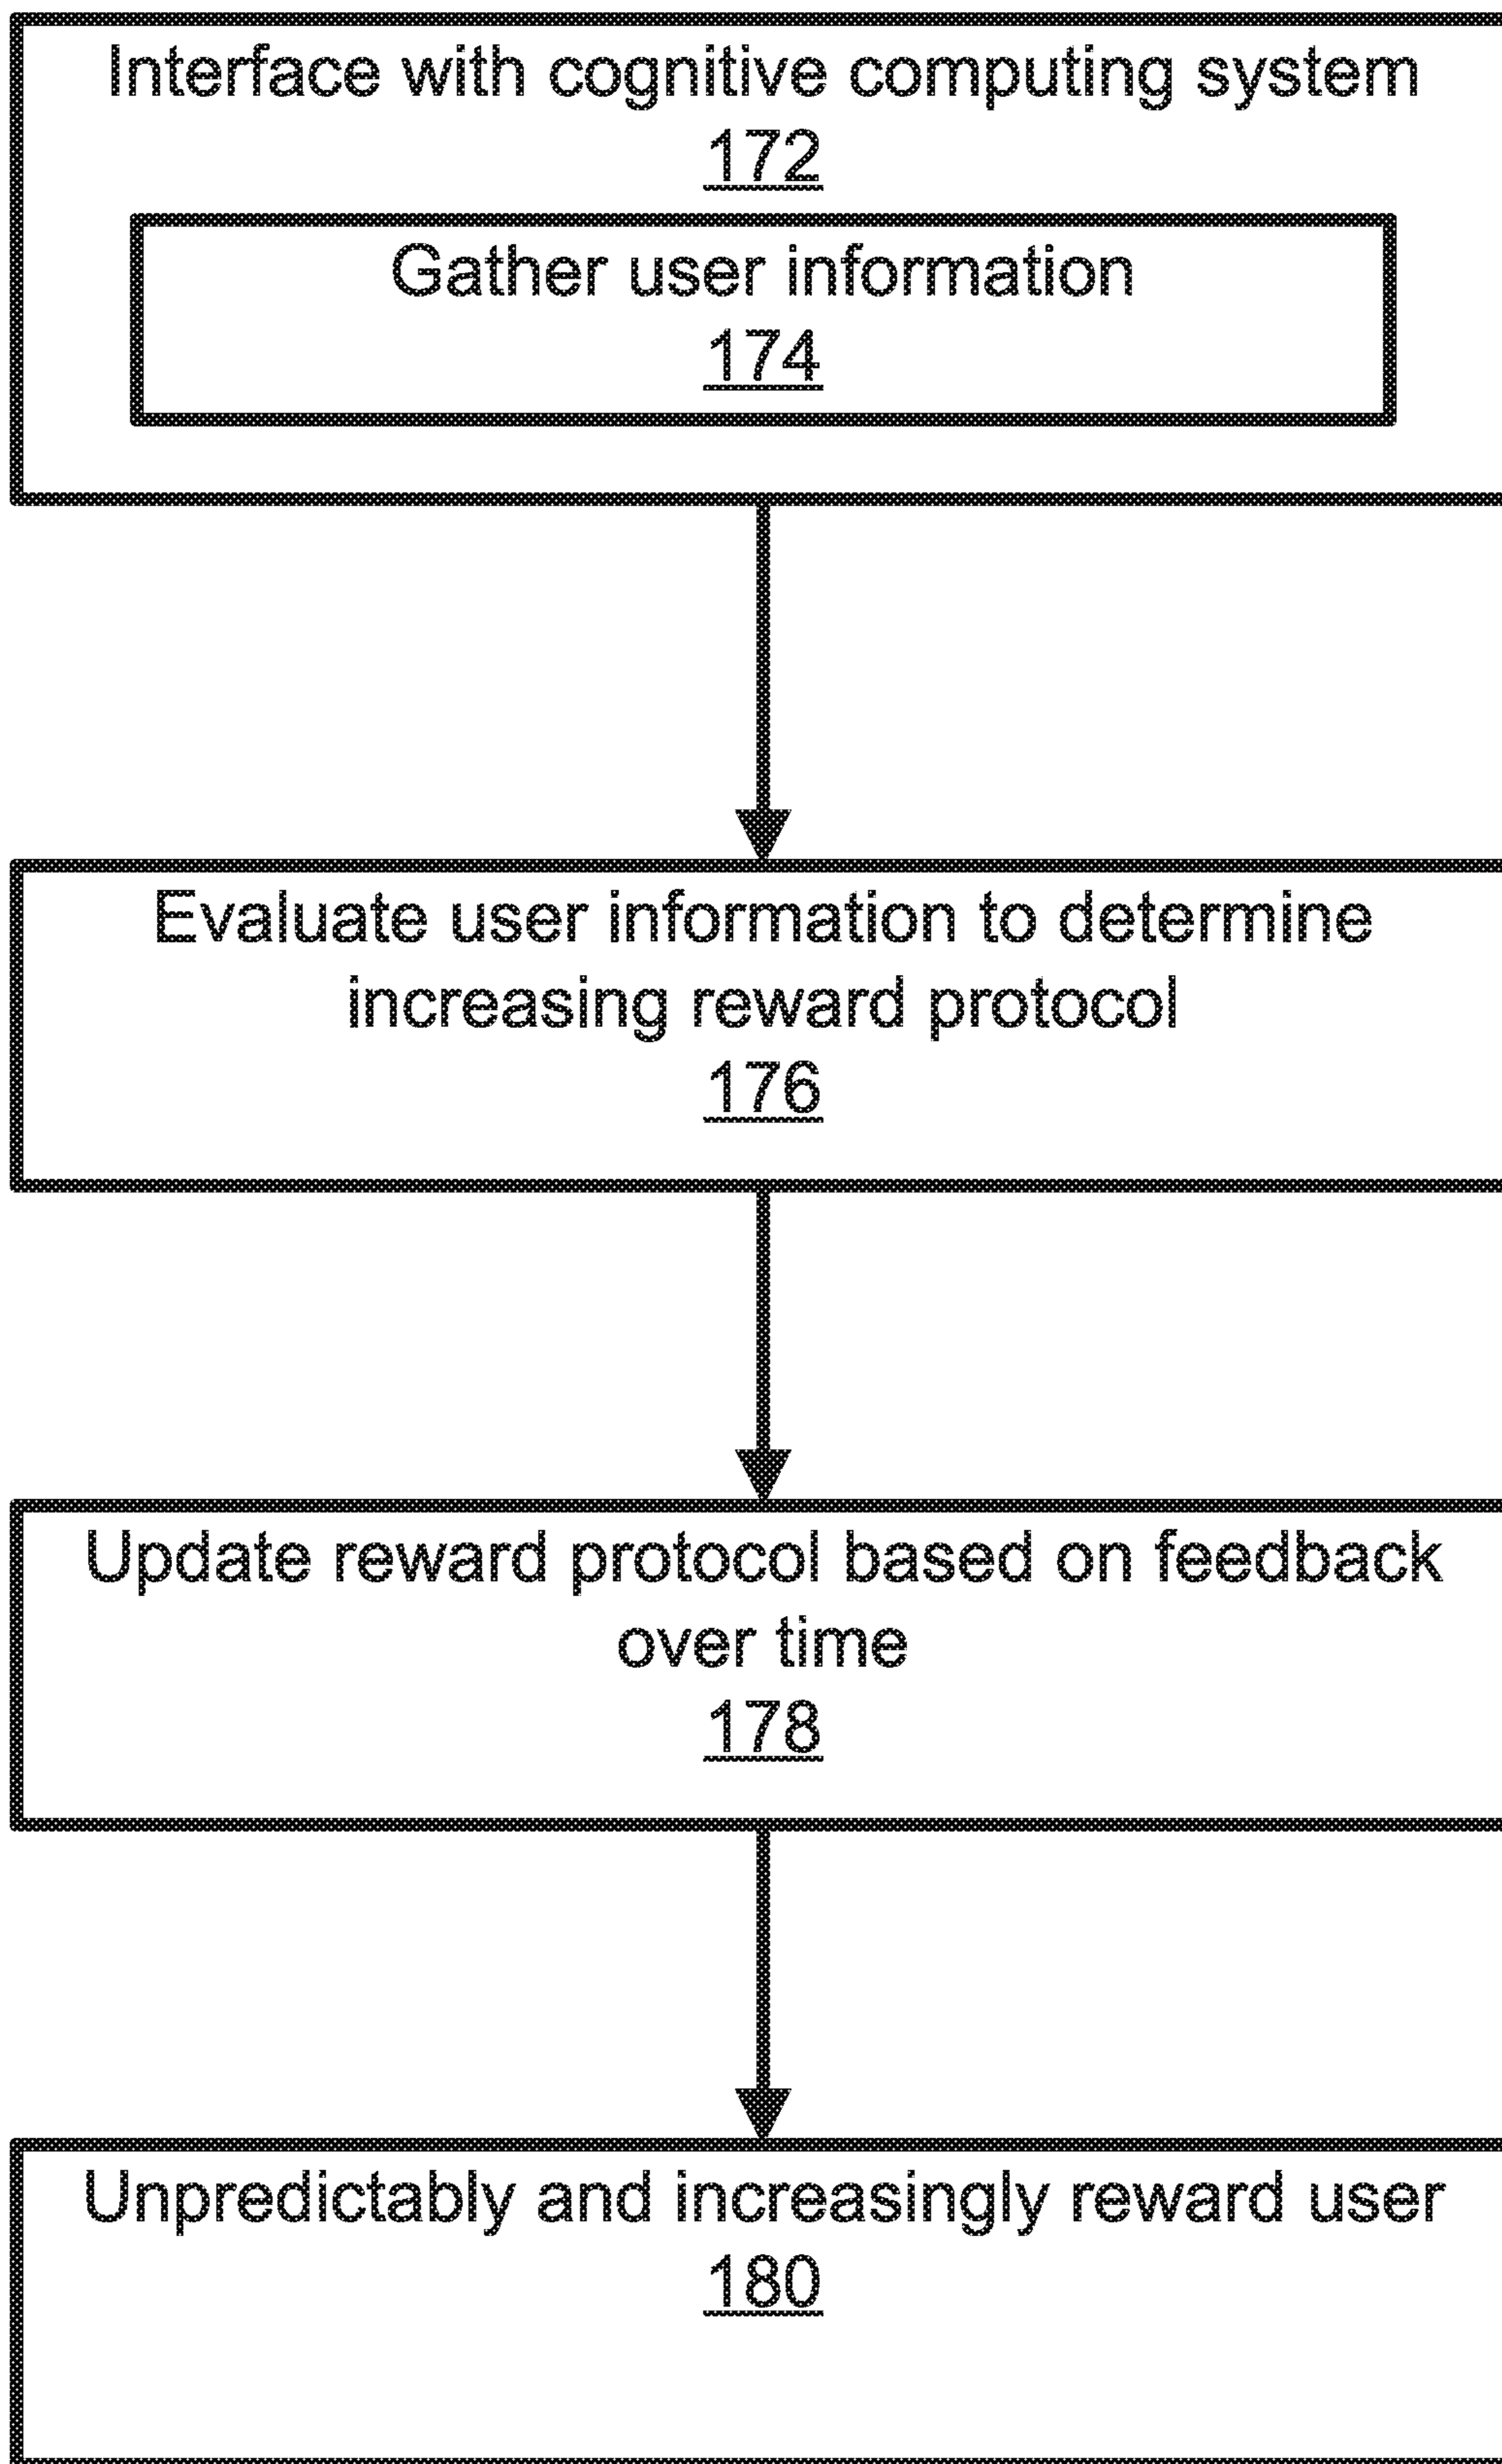 Interface with cognitive computing system
172
Gather user information
174
Evaluate user information to determine
increasing reward protocol
176
Update reward protocol based on feedback
over time
178
Unpredictably and increasingly reward user
180